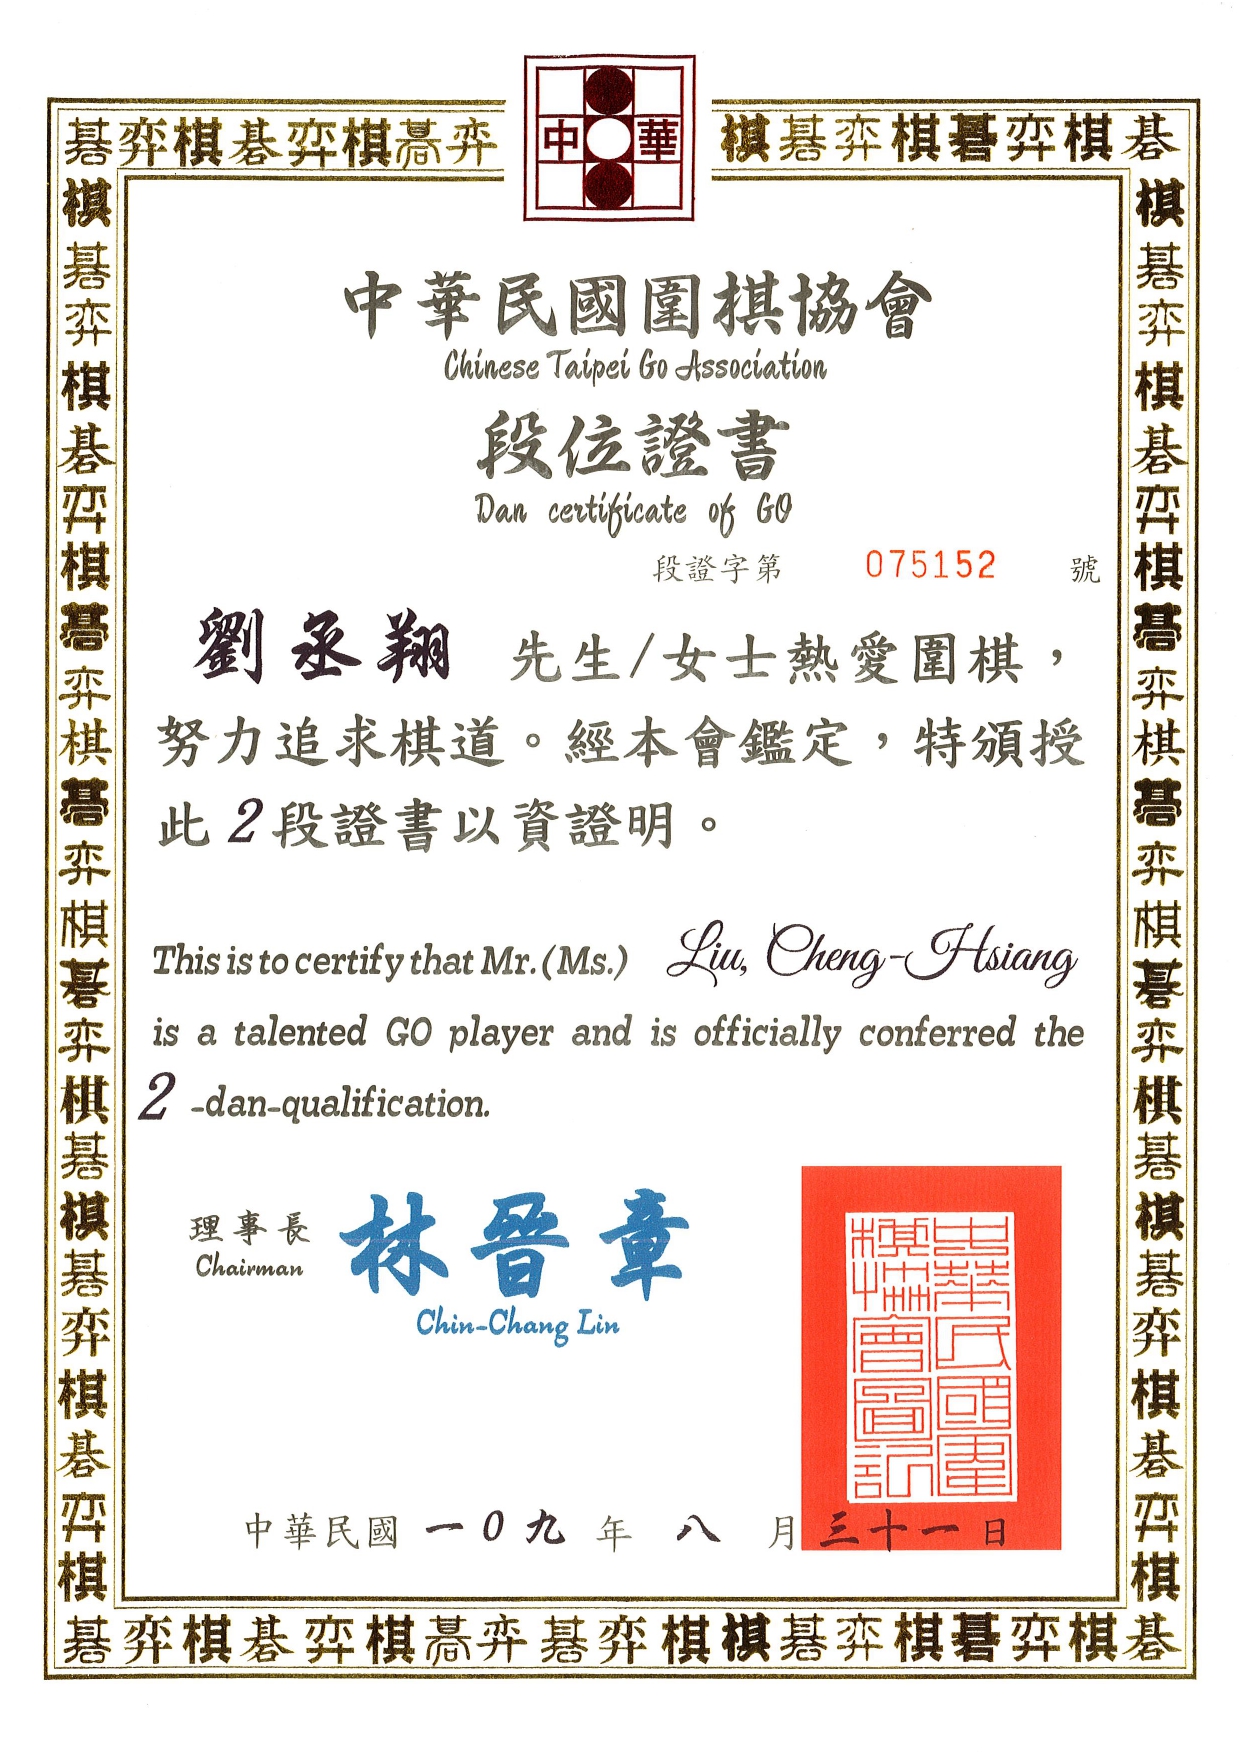 碁弈棋碁弈棋碁弈
中華
棋碁弈棋碁弈棋碁
中華民國圍棋協會
Chinese Taipei Go Association
段位證書
Dan certificate of GO
段證字第 075152 號
劉丞翔 先生/女士熱愛圍棋，
努力追求棋道。經本會鑑定，特頒授
此2段證書以資證明。
This is to certify that Mr.(Ms.) Liu, Cheng-Hsiang
is a talented GO player and is officially conferred the
2 -dan-qualification.
理事長 林晉章
Chairman
Chin-Chang Lin
中華民國圍
棋協會圖記
中華民國 一0九 年 八 月 三十一 日
碁弈棋碁弈棋碁弈碁弈棋棋碁弈棋碁弈棋碁